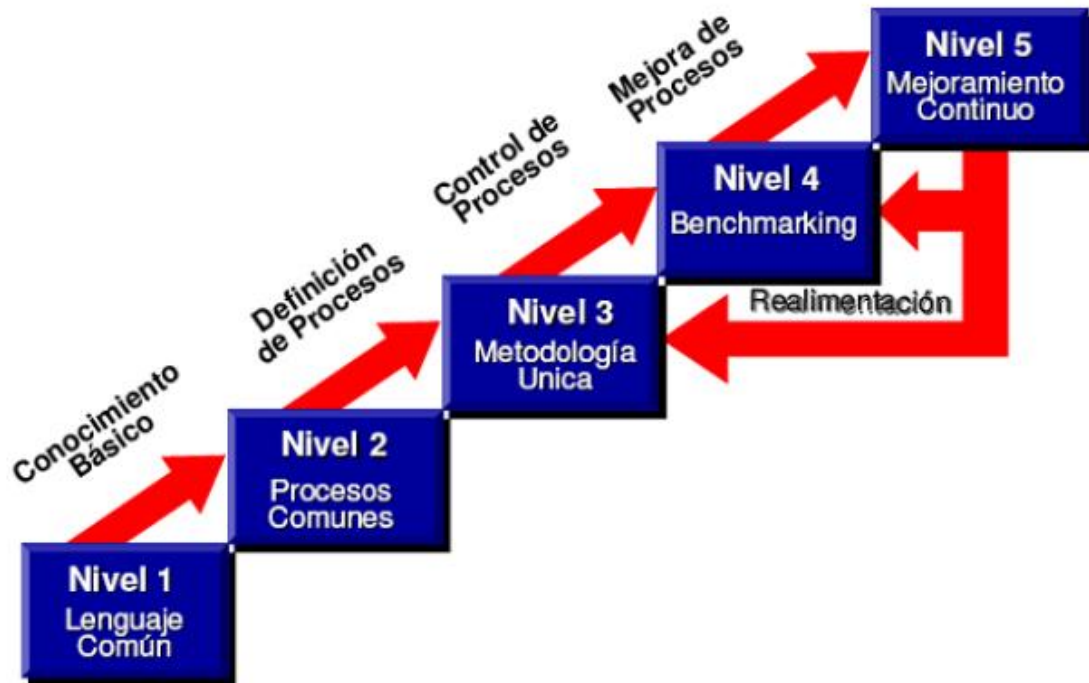 Nivel 5
Mejoramiento
Continuo
Mejora de
Procesos
Nivel 4
Benchmarking
Control de
Procesos
Nivel 3
Metodología
Unica
Realimentación
Definición
de Procesos
Nivel 2
Procesos
Comunes
Conocimiento
Básico
Nivel 1
Lenguaje
Común